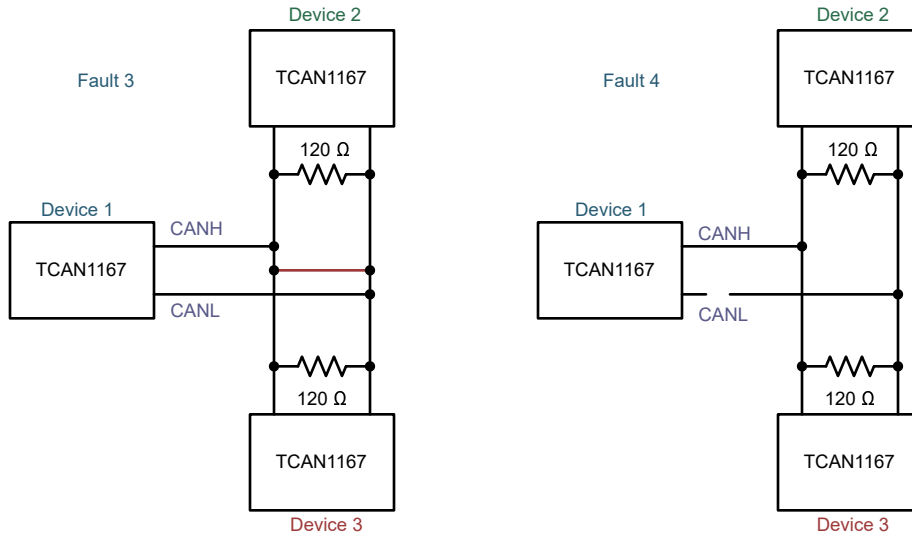 Device 2
Fault 3
TCAN1167
120 Ω
Device 1
CANH
TCAN1167
CANL
120 Ω
TCAN1167
Device 3
Device 2
Fault 4
TCAN1167
120 Ω
Device 1
CANH
TCAN1167
CANL
120 Ω
TCAN1167
Device 3